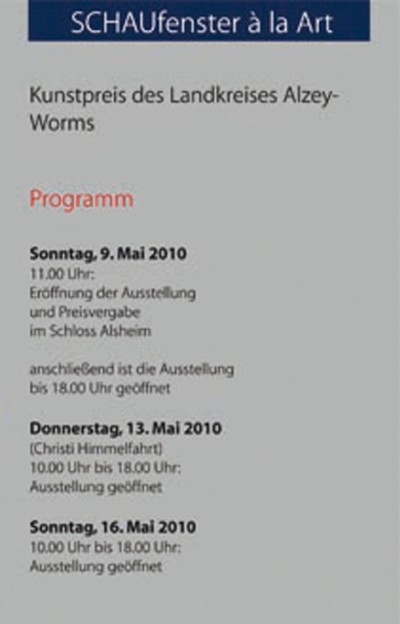 SCHAUfenster à la Art
Kunstpreis des Landkreises Alzey-
Worms
Programm
Sonntag, 9. Mai 2010
11.00 Uhr:
Eröffnung der Ausstellung
und Preisvergabe
im Schloss Alsheim
anschließend ist die Ausstellung
bis 18.00 Uhr geöffnet
Donnerstag, 13. Mai 2010
(Christi Himmelfahrt)
10.00 Uhr bis 18.00 Uhr:
Ausstellung geöffnet
Sonntag, 16. Mai 2010
10.00 Uhr bis 18.00 Uhr:
Ausstellung geöffnet